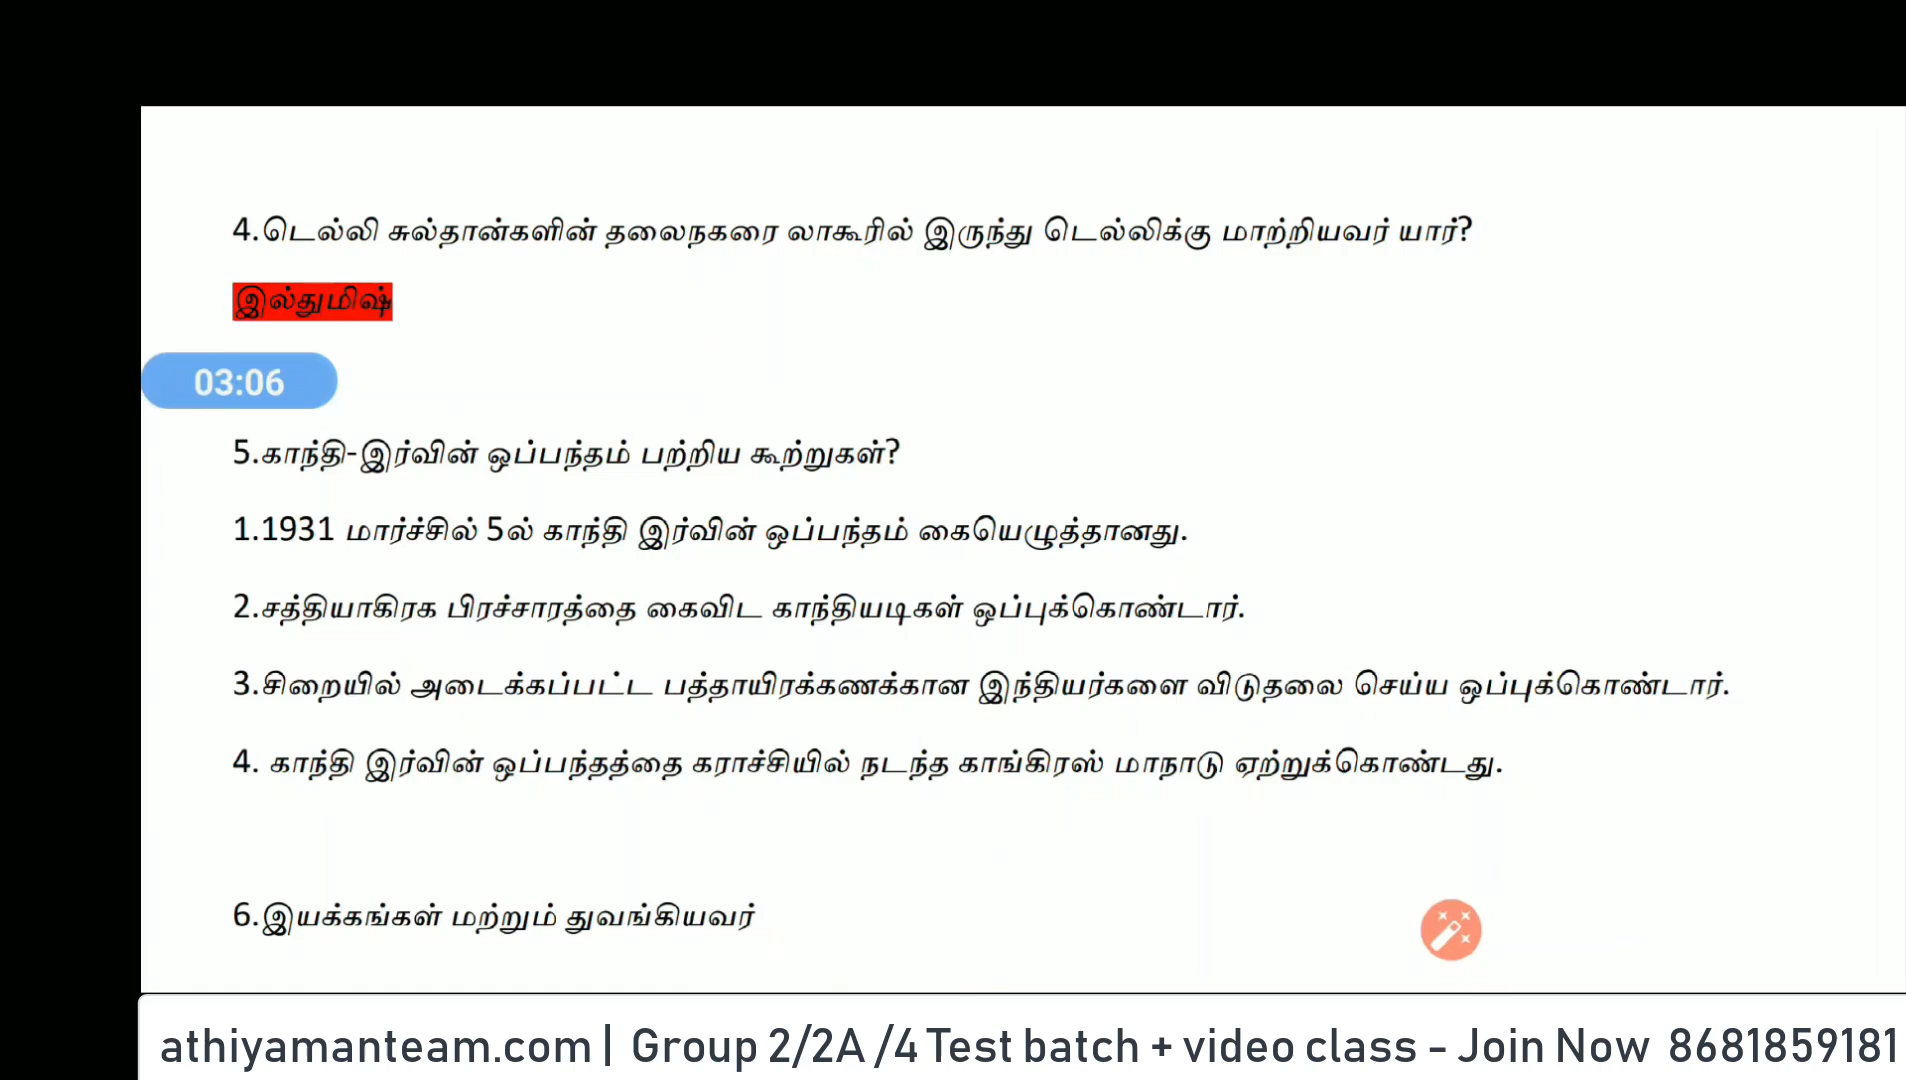 4.டெல்லி சுல்தான்களின் தலைநகரை லாகூரில் இருந்து டெல்லிக்கு மாற்றியவர் யார்?
இல்துமிஷ்
03:06
5.காந்தி-இர்வின் ஒப்பந்தம் பற்றிய கூற்றுகள்?
1.1931 மார்ச்சில் 5ல் காந்தி இர்வின் ஒப்பந்தம் கையெழுத்தானது.
2.சத்தியாகிரக பிரச்சாரத்தை கைவிட காந்தியடிகள் ஒப்புக்கொண்டார்.
3.சிறையில் அடைக்கப்பட்ட பத்தாயிரக்கணக்கான இந்தியர்களை விடுதலை செய்ய ஒப்புக்கொண்டார்.
4. காந்தி இர்வின் ஒப்பந்தத்தை கராச்சியில் நடந்த காங்கிரஸ் மாநாடு ஏற்றுக்கொண்டது.
6.இயக்கங்கள் மற்றும் துவங்கியவர்
athiyamanteam.com | Group 2/2A /4 Test batch + video class - Join Now 8681859181